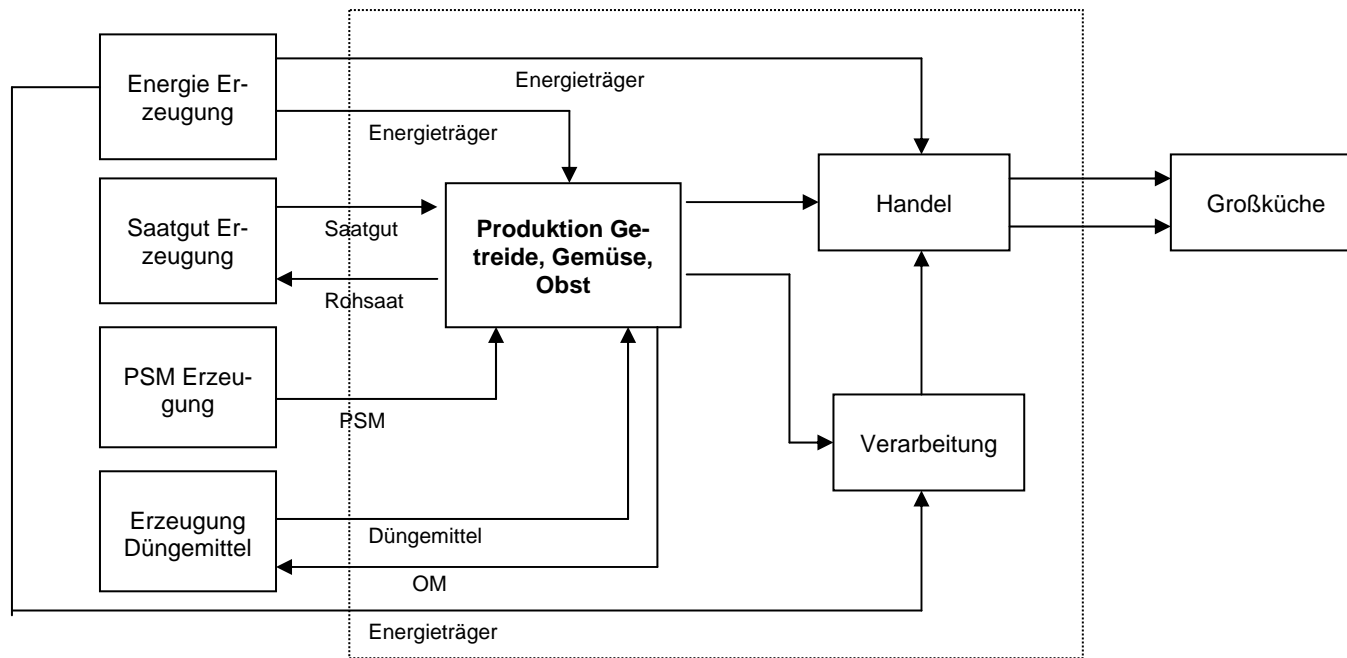 Energie Er-
zeugung
Energieträger
Energieträger
Saatgut Er-
zeugung
Saatgut
Rohsaat
Produktion Ge-
treide, Gemüse,
Obst
Handel
Großküche
PSM Erzeu-
gung
PSM
Verarbeitung
Erzeugung
Düngemittel
Düngemittel
OM
Energieträger